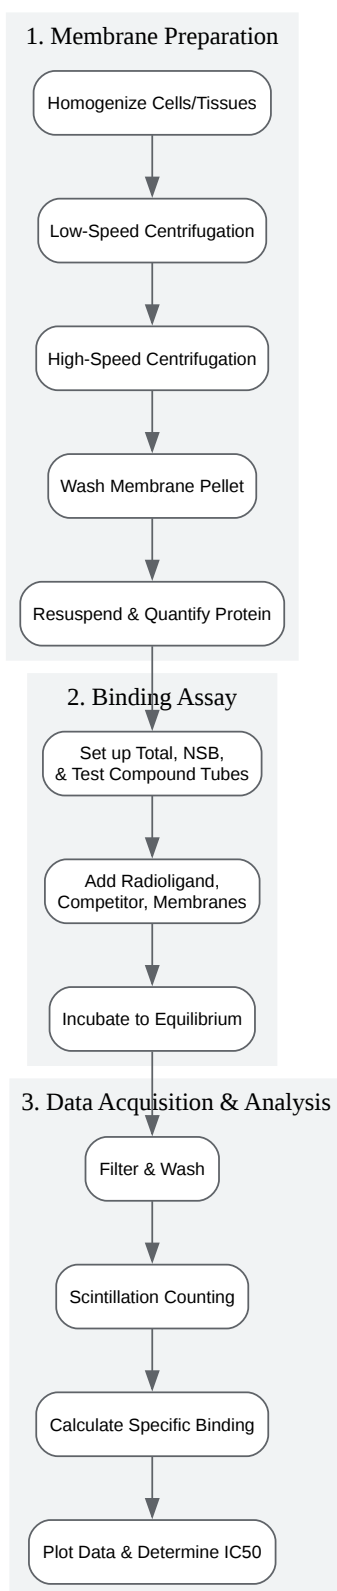 1. Membrane Preparation
Homogenize Cells/Tissues
Low-Speed Centrifugation
High-Speed Centrifugation
Wash Membrane Pellet
Resuspend & Quantify Protein
2. Binding Assay
Set up Total, NSB,
& Test Compound Tubes
Add Radioligand,
Competitor, Membranes
Incubate to Equilibrium
3. Data Acquisition & Analysis
Filter & Wash
Scintillation Counting
Calculate Specific Binding
Plot Data & Determine IC50